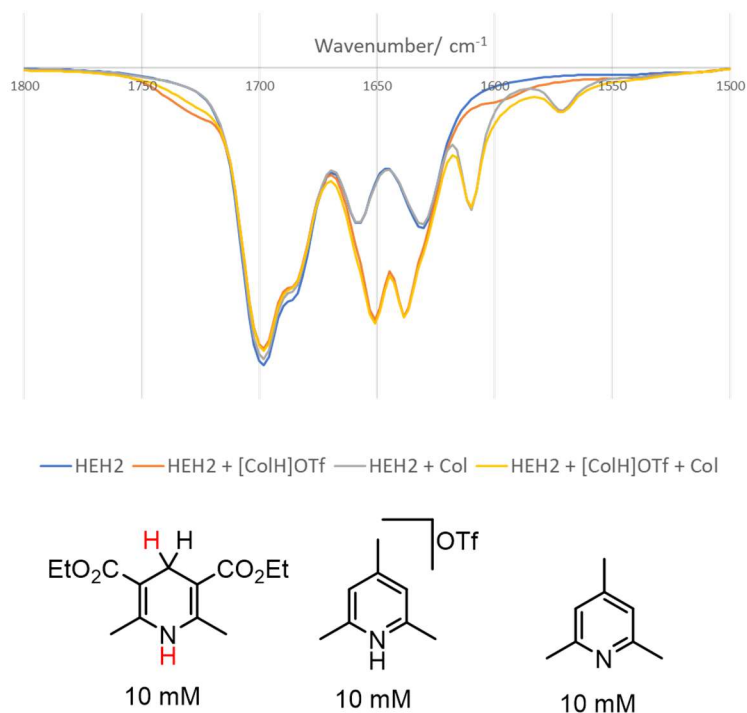 Wavenumber/ cm-1
1800 1750 1700 1650 1600 1550 1500
HEH2 HEH2 + [ColH]OTf HEH2 + Col HEH2 + [ColH]OTf + Col
H H OTf
EtO2C CO2Et
N N N
H H
10 mM 10 mM 10 mM